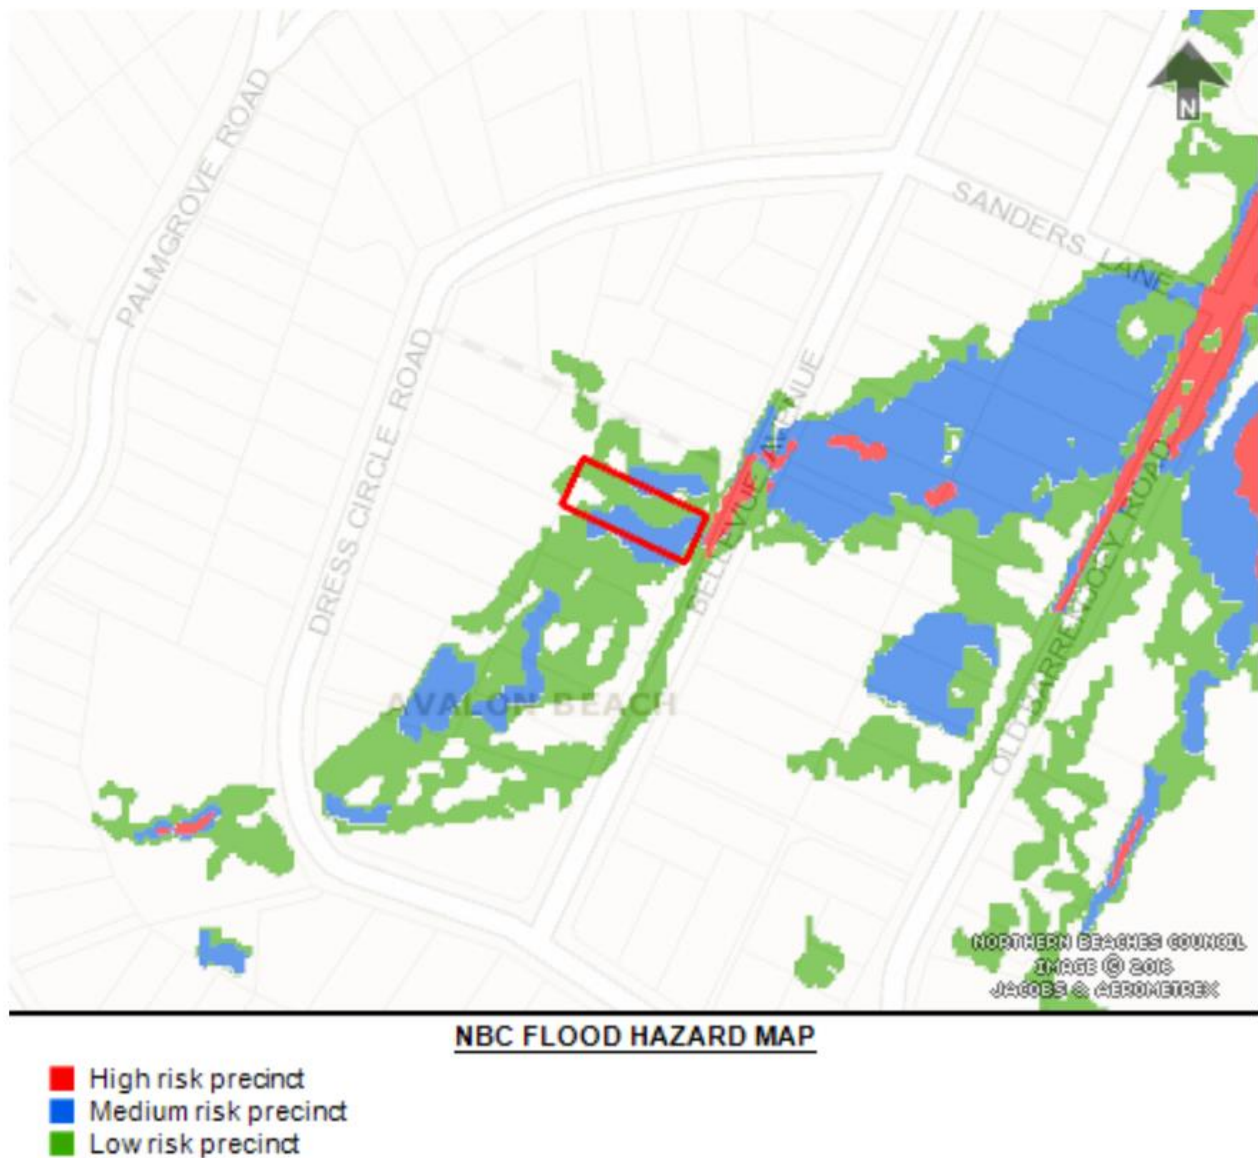 PALMGROVE ROAD
N
SANDERS LANE
DRESS CIRCLE ROAD
BELLEVUE AVENUE
OLD BARRENJOEY ROAD
AVALON BEACH
NORTHERN BEACHES COUNCIL
IMAGE © 2016
JACOBS & AEROMETREX
NBC FLOOD HAZARD MAP
High risk precinct
Medium risk precinct
Low risk precinct